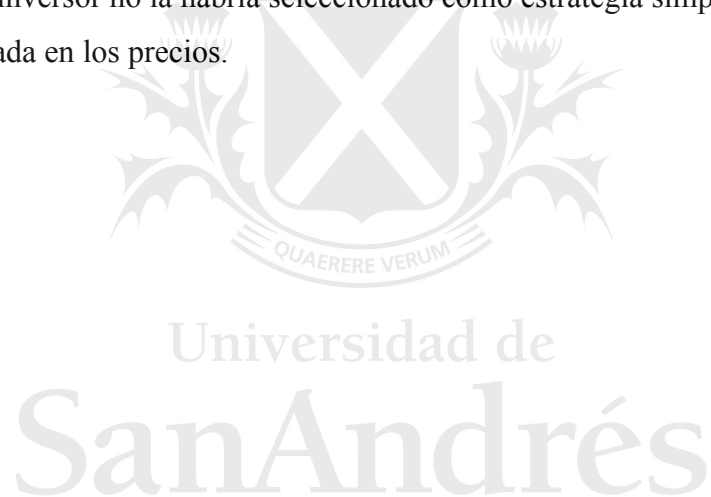 inversor no la habría seleccionado como estrategia simp
ada en los precios.
QUAERERE VERUM
Universidad de
SanAndrés